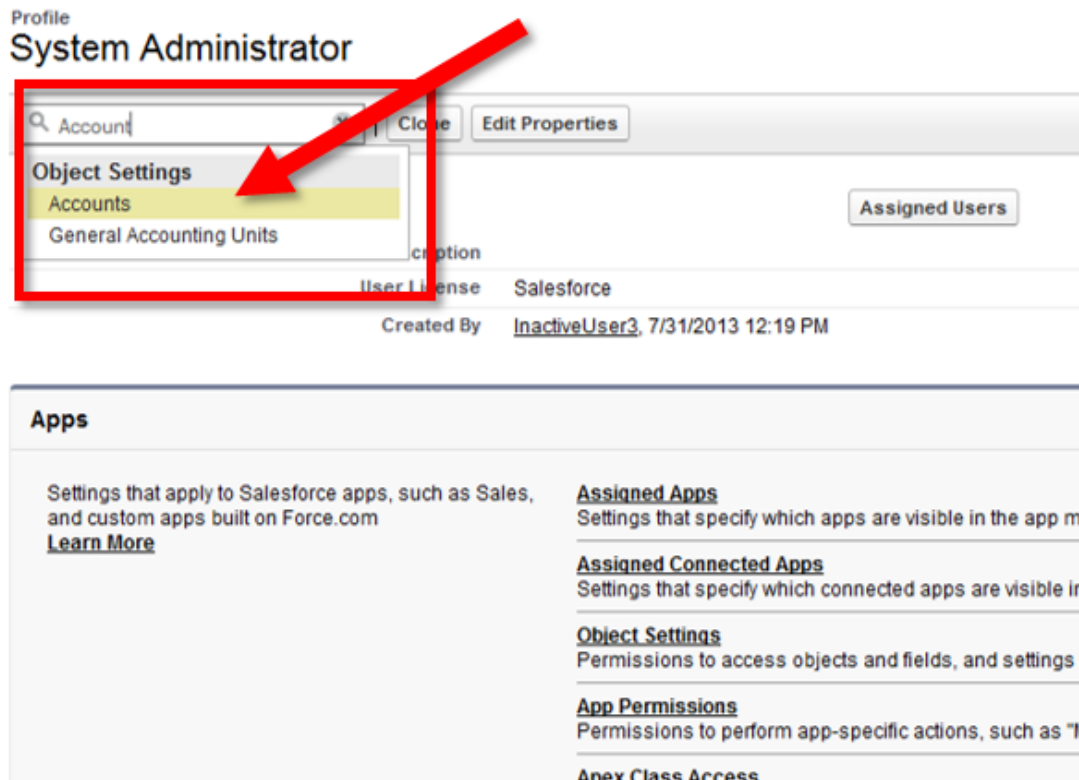 Profile
System Administrator
Account
Edit Properties
Object Settings
Accounts
General Accounting Units
Assigned Users
User License Salesforce
Created By InactiveUser3, 7/31/2013 12:19 PM
Apps
Settings that apply to Salesforce apps, such as Sales,
and custom apps built on Force.com
Learn More
Assigned Apps
Settings that specify which apps are visible in the app m
Assigned Connected Apps
Settings that specify which connected apps are visible in
Object Settings
Permissions to access objects and fields, and settings
App Permissions
Permissions to perform app-specific actions, such as "
Apex Class Access